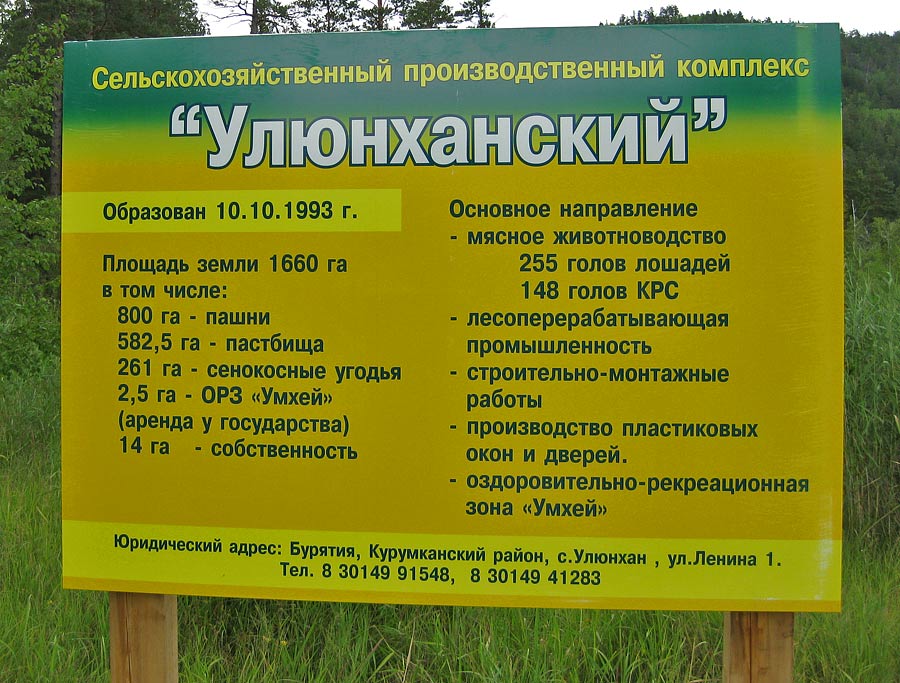 Сельскохозяйственный производственный комплекс
“Улюнханский”
Образован 10.10.1993 г.
Площадь земли 1660 га
в том числе:
800 га - пашни
582,5 га - пастбища
261 га - сенокосные угодья
2,5 га - ОРЗ «Умхей»
(аренда у государства)
14 га - собственность
Основное направление
- мясное животноводство
255 голов лошадей
148 голов КРС
- лесоперерабатывающая
промышленность
- строительно-монтажные
работы
- производство пластиковых
окон и дверей.
- оздоровительно-рекреационная
зона «Умхей»
Юридический адрес: Бурятия, Курумканский район, с.Улюнхан , ул.Ленина 1.
Тел. 8 30149 91548, 8 30149 41283